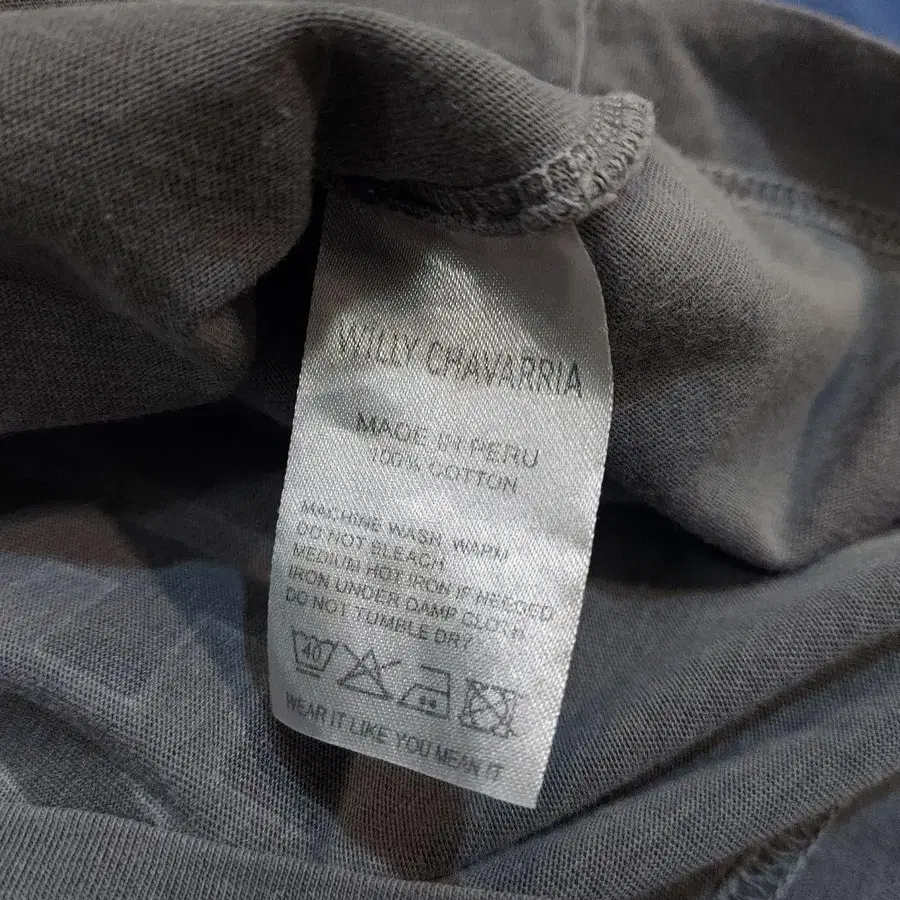 WILLY CHAVARRIA
MADE IN PERU
100% COTTON
MACHINE WASH, WARM
DO NOT BLEACH
MEDIUM HOT IRON IF NEEDED
IRON UNDER DAMP CLOTH
DO NOT TUMBLE DRY
40
WEAR IT LIKE YOU MEAN IT